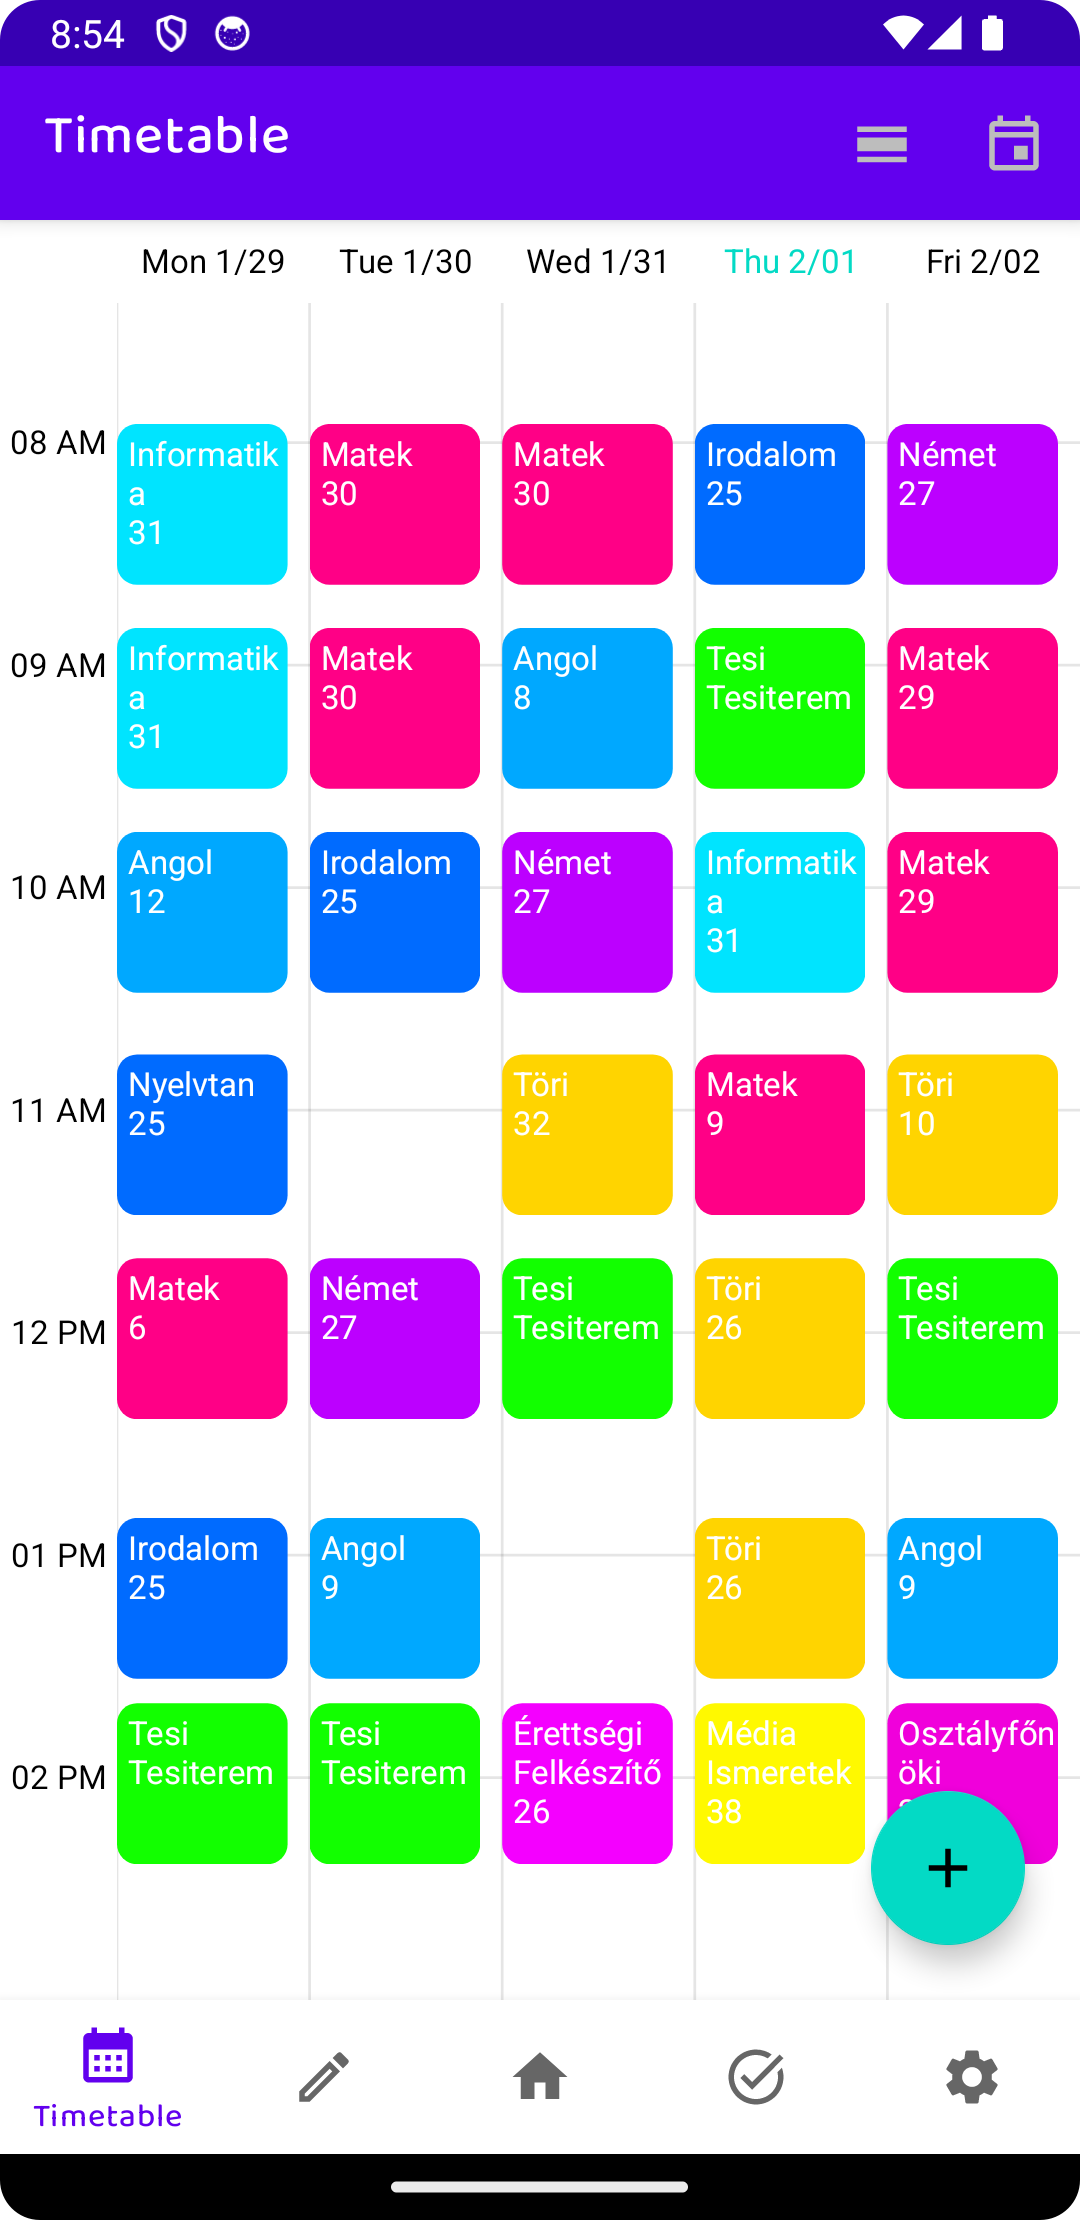 8:54
Timetable
Mon 1/29 Tue 1/30 Wed 1/31 Thu 2/01 Fri 2/02
08 AM
Informatik
a
31
Matek
30
Matek
30
Irodalom
25
Német
27
09 AM
Informatik
a
31
Matek
30
Angol
8
Tesi
Tesiterem
Matek
29
10 AM
Angol
12
Irodalom
25
Német
27
Informatik
a
31
Matek
29
11 AM
Nyelvtan
25
Töri
32
Matek
9
Töri
10
12 PM
Matek
6
Német
27
Tesi
Tesiterem
Töri
26
Tesi
Tesiterem
01 PM
Irodalom
25
Angol
9
Töri
26
Angol
9
02 PM
Tesi
Tesiterem
Tesi
Tesiterem
Érettségi
Felkészítő
26
Média
Ismeretek
38
Osztályfőn
öki
Timetable